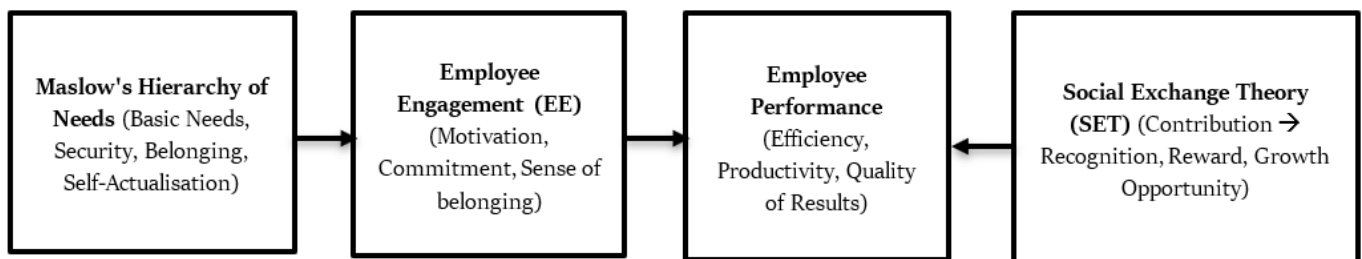 Maslow's Hierarchy of
Needs (Basic Needs,
Security, Belonging,
Self-Actualisation)
Employee
Engagement (EE)
(Motivation,
Commitment, Sense of
belonging)
Employee
Performance
(Efficiency,
Productivity, Quality
of Results)
Social Exchange Theory
(SET) (Contribution →
Recognition, Reward, Growth
Opportunity)